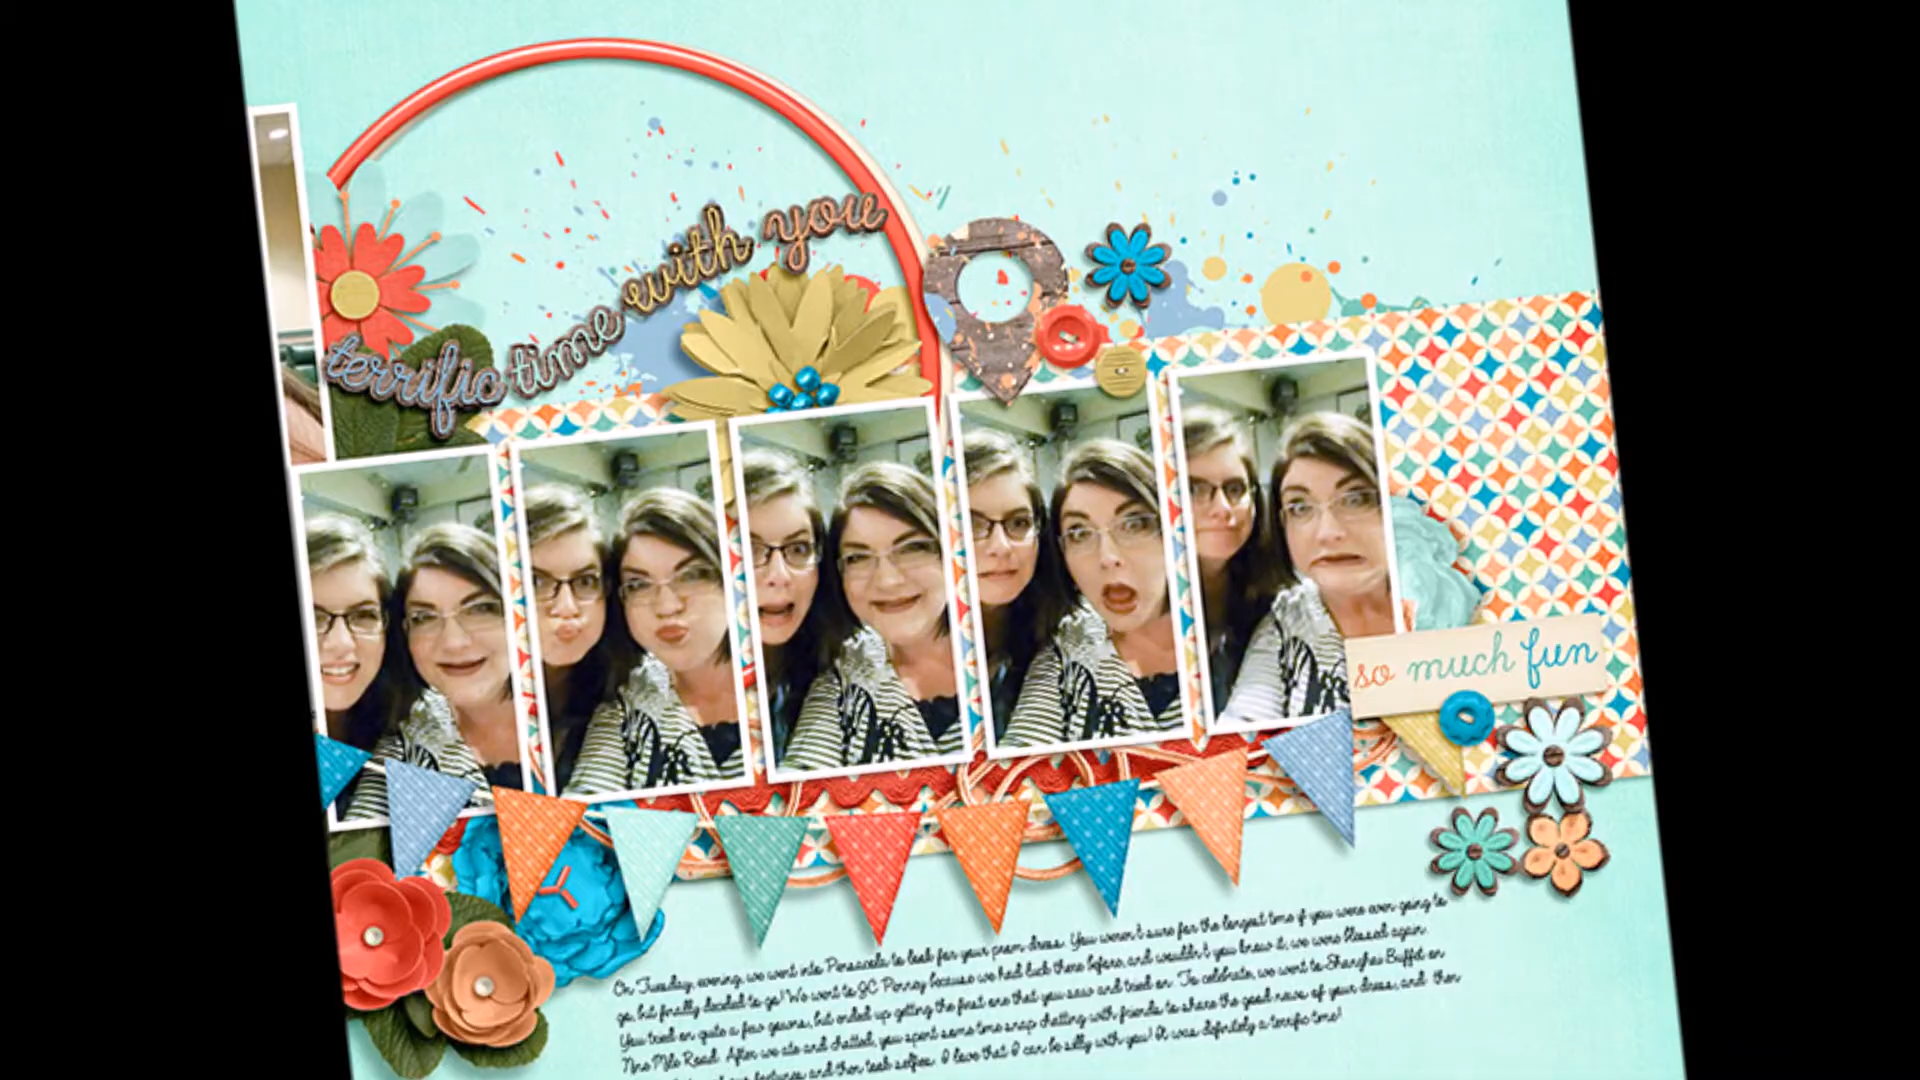 terrific time with you
so much fun
On Tuesday, evening, we went into Pensacola to look for your prom dress. You weren't sure for the longest time if you were even going to
go, but finally decided to go! We went to JC Penney because we had luck there before, and wouldn't you know it, we were blessed again.
You tried on quite a few gowns, but ended up getting the first one that you saw and tried on. To celebrate, we went to Shanghai Buffet on
Nine Mile Road. After we ate and chatted, you spent some time snap chatting with friends to share the good news of your dress, and then
fortunes and then took selfies. I love that I can be silly with you! It was definitely a terrific time!